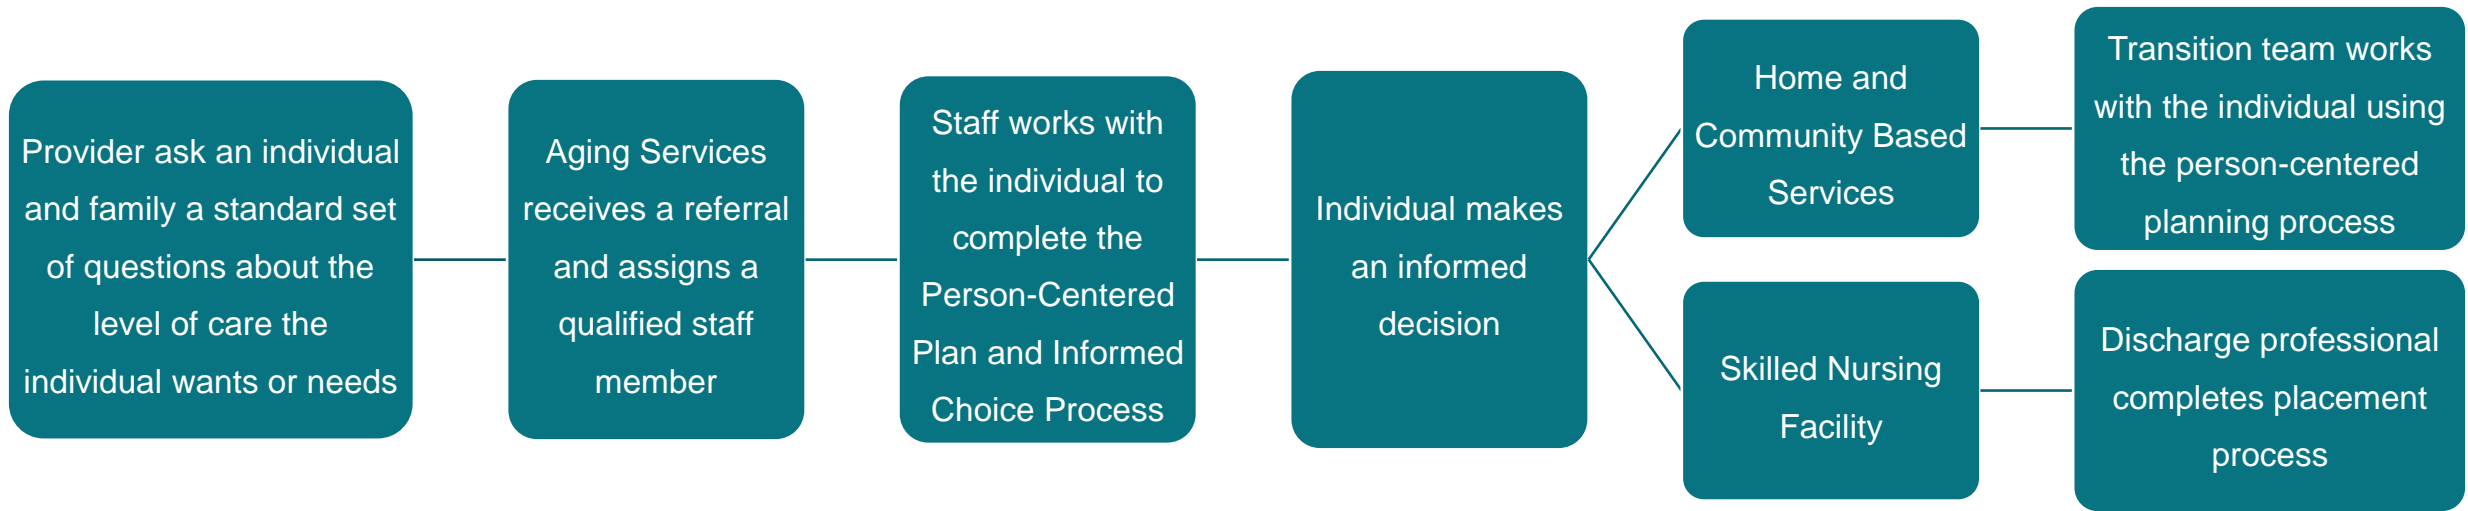 Provider ask an individual
and family a standard set
of questions about the
level of care the
individual wants or needs
Aging Services
receives a referral
and assigns a
qualified staff
member
Staff works with
the individual to
complete the
Person-Centered
Plan and Informed
Choice Process
Individual makes
an informed
decision
Home and
Community Based
Services
Transition team works
with the individual using
the person-centered
planning process
Skilled Nursing
Facility
Discharge professional
completes placement
process